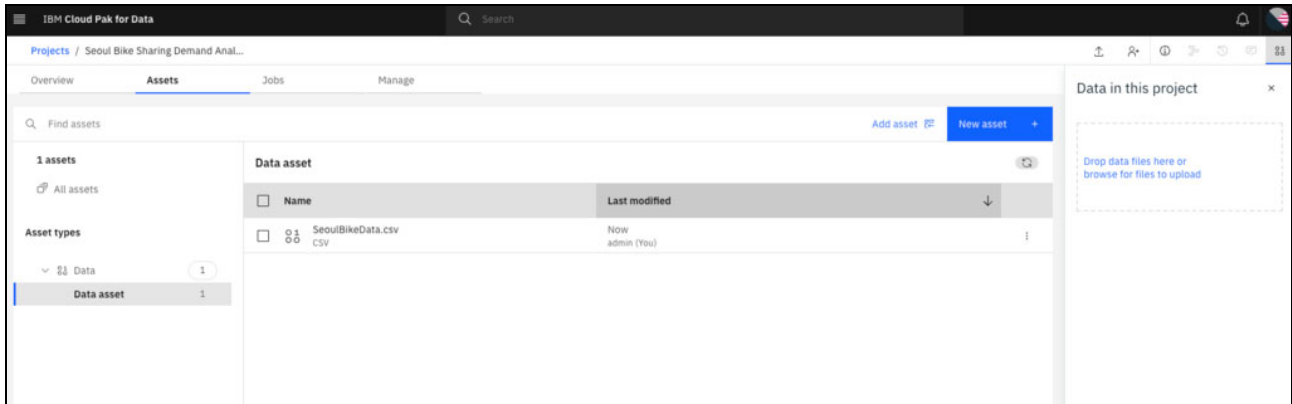 IBM Cloud Pak for Data
Search
Projects / Seoul Bike Sharing Demand Anal...
Overview Assets Jobs Manage
Data in this project
Find assets
Add asset
New asset +
1 assets
All assets
Asset types
Data 1
Data asset 1
Data asset
Name Last modified
SeoulBikeData.csv Now
CSV admin (You)
Drop data files here or
browse for files to upload